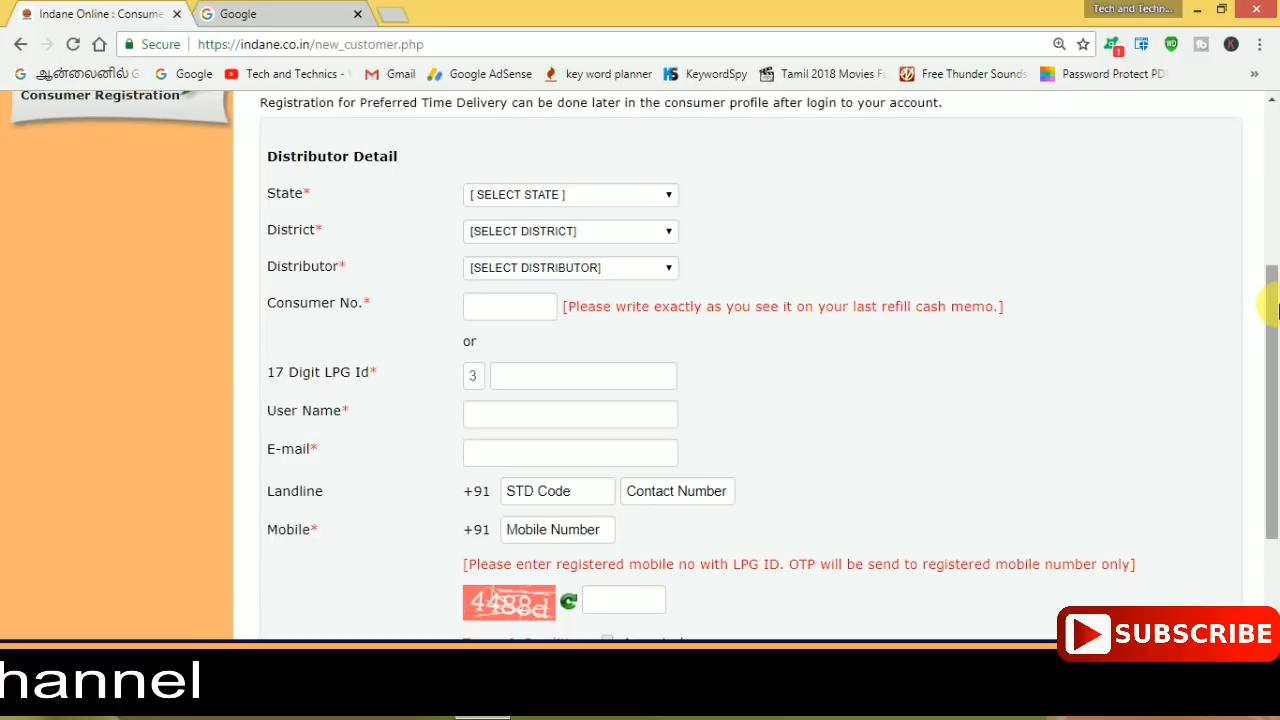 Indane Online : Consume
Google
Tech and Techn...
Secure
https://indane.co.in/new_customer.php
1
WD
K
ஆன்லைனில் G
Google
Tech and Technics -
Gmail
Google AdSense
key word planner
KeywordSpy
Tamil 2018 Movies F
Free Thunder Sounds
Password Protect PD
»
Consumer Registration
Registration for Preferred Time Delivery can be done later in the consumer profile after login to your account.
Distributor Detail
State*
[ SELECT STATE ]
District*
[SELECT DISTRICT]
Distributor*
[SELECT DISTRIBUTOR]
Consumer No.*
[Please write exactly as you see it on your last refill cash memo.]
or
17 Digit LPG Id*
3
User Name*
E-mail*
Landline
+91
STD Code
Contact Number
Mobile*
+91
Mobile Number
[Please enter registered mobile no with LPG ID. OTP will be send to registered mobile number only]
4488d
SUBSCRIBE
hannel